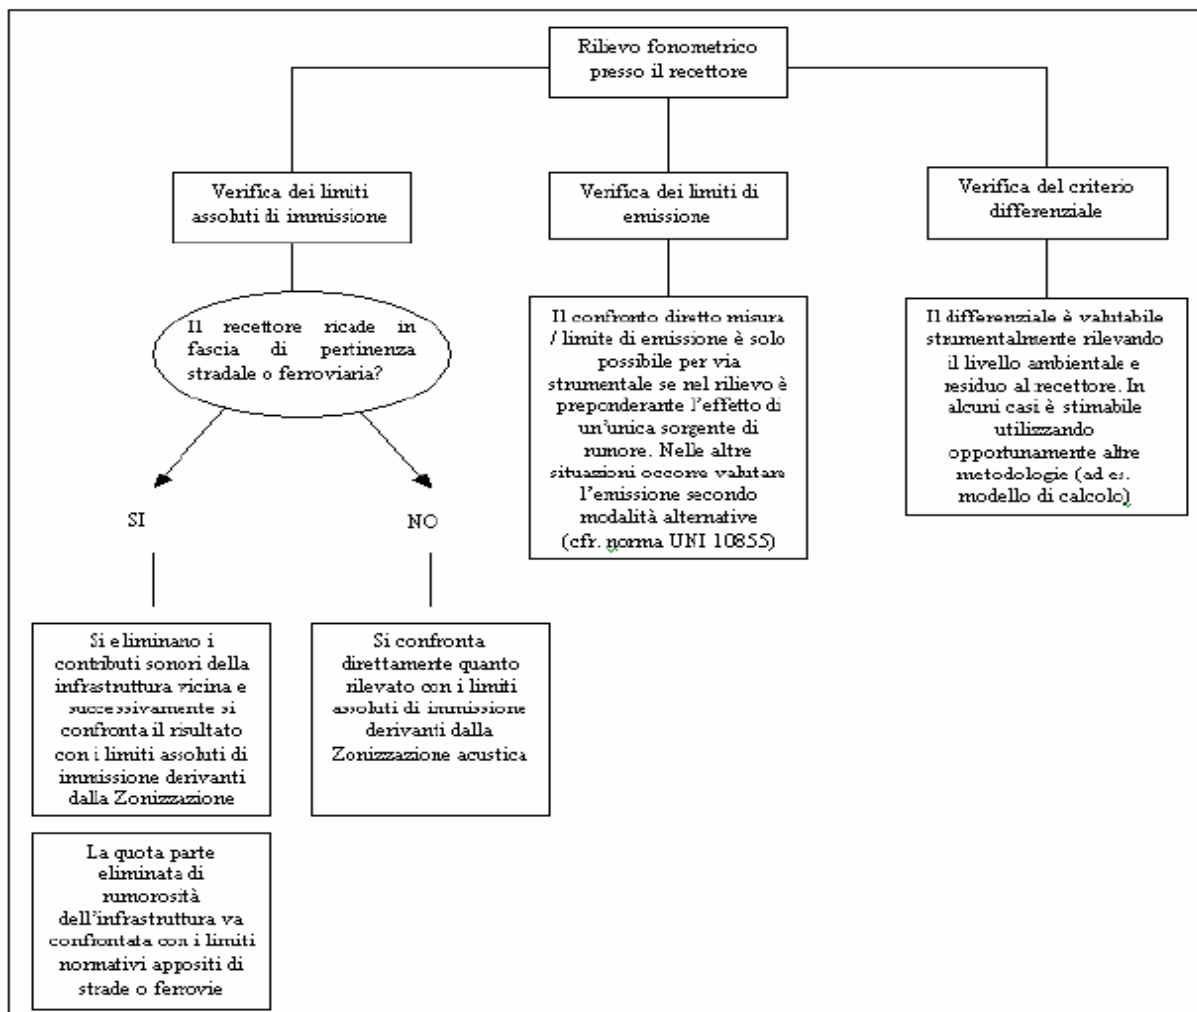 Rilievo fonometrico
presso il recettore
Verifica dei limiti
assoluti di immissione
Verifica dei limiti di
emissione
Verifica del criterio
differenziale
Il recettore ricade in
fascia di pertinenza
stradale o ferroviaria?
Il confronto diretto misura
/ limite di emissione è solo
possibile per via
strumentale se nel rilievo è
preponderante l'effetto di
un'unica sorgente di
rumore. Nelle altre
situazioni occorre valutare
l'emissione secondo
modalità alternative
(cfr. norma UNI 10855)
Il differenziale è valutabile
strumentalmente rilevando
il livello ambientale e
residuo al recettore. In
alcuni casi è stimabile
utilizzando
opportunamente altre
metodologie (ad es.
modello di calcolo)
SI
NO
Si eliminano i
contributi sonori della
infrastruttura vicina e
successivamente si
confronta il risultato
con i limiti assoluti di
immissione derivanti
dalla Zonizzazione
Si confronta
direttamente quanto
rilevato con i limiti
assoluti di immissione
derivanti dalla
Zonizzazione acustica
La quota parte
eliminata di
rumorosità
dell'infrastruttura va
confrontata con i limiti
normativi appositi di
strade o ferrovie